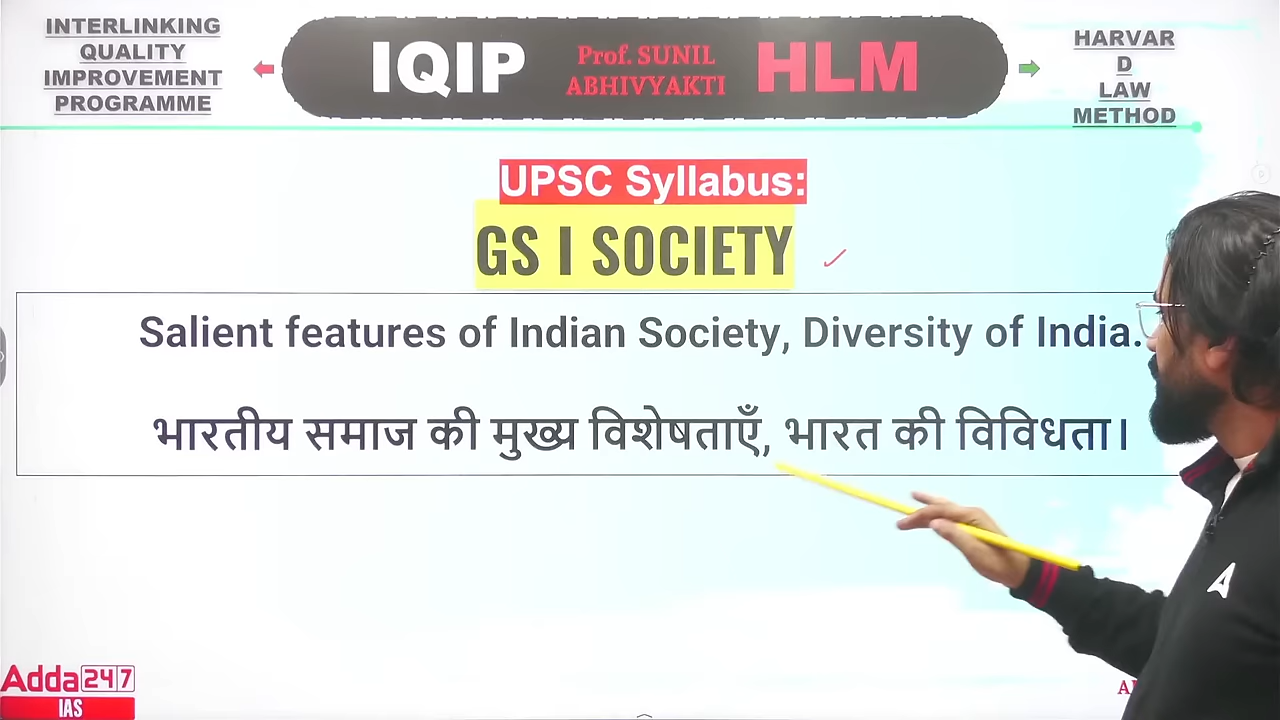 INTERLINKING
QUALITY
IMPROVEMENT
PROGRAMME
IQIP
Prof. SUNIL
ABHIVYAKTI
HLM
HARVAR
D
LAW
METHOD
UPSC Syllabus:
GS I SOCIETY
Salient features of Indian Society, Diversity of India.
भारतीय समाज की मुख्य विशेषताएँ, भारत की विविधता।
Adda247
IAS